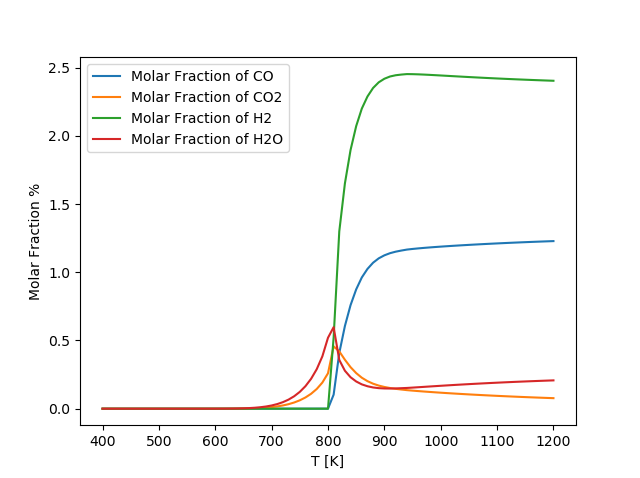 Molar Fraction of CO
Molar Fraction of CO2
Molar Fraction of H2
Molar Fraction of H2O
2.5
2.0
1.5
1.0
0.5
0.0
Molar Fraction %
400 500 600 700 800 900 1000 1100 1200
T [K]